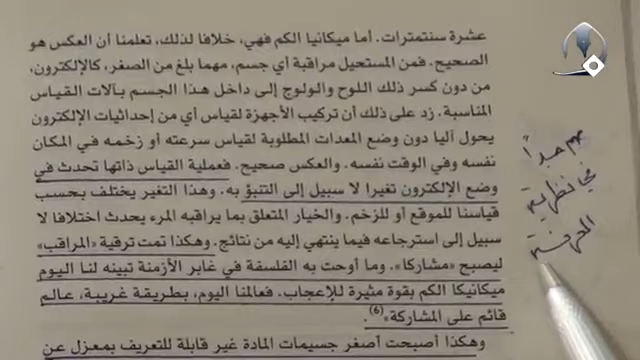 عشرة سنتمترات. أما ميكانيا الكم فهي، خلافا لذلك، تعلمنا أن العكس هو
الصحيح. فمن المستحيل مراقبة أي جسم، مهما بلغ من الصغر، كالإلكترون،
من دون كسر ذلك اللوح والولوج إلى داخل هذا الجسم بآلات القياس
المناسبة. زد على ذلك أن تركيب الأجهزة لقياس أي من إحداثيات الإلكترون
يحول آليا دون وضع المعدات المطلوبة لقياس سرعته أو زخمه في المكان
نفسه وفي الوقت نفسه. والعكس صحيح. فعملية القياس ذاتها تحدث في
وضع الإلكترون تغيرا لا سبيل إلى التنبؤ به. وهذا التغير يختلف بحسب
قياسنا للموقع أو للزخم. والخيار المتعلق بما يراقبه المرء يحدث اختلافا لا
سبيل إلى استرجاعه فيما ينتهي إليه من نتائج. وهكذا تمت ترقية «المراقب»
ليصبح «مشاركا». وما أوحت به الفلسفة في غابر الأزمنة تبينه لنا اليوم
ميكانيكا الكم بقوة مثيرة للإعجاب. فعالمنا اليوم، بطريقة غريبة، عالم
قائم على المشاركة»(6).
وهكذا أصبحت أصغر جسيمات المادة غير قابلة للتعريف بمعزل عن
مهم جداً
في نظرية
المعرفة